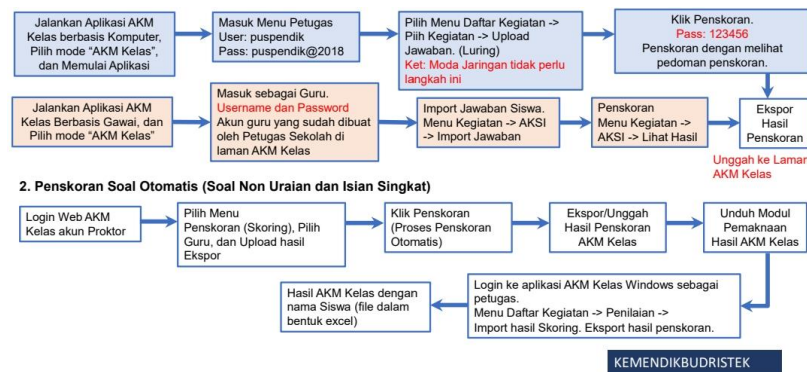 Jalankan Aplikasi AKM
Kelas berbasis Komputer,
Pilih mode “AKM Kelas”,
dan Memulai Aplikasi
Masuk Menu Petugas
User: puspendik
Pass: puspendik@2018
Pilih Menu Daftar Kegiatan ->
Piih Kegiatan -> Upload
Jawaban. (Luring)
Ket: Moda Jaringan tidak perlu
langkah ini
Klik Penskoran.
Pass: 123456
Penskoran dengan melihat
pedoman penskoran.
Jalankan Aplikasi AKM
Kelas Berbasis Gawai, dan
Pilih mode “AKM Kelas”
Masuk sebagai Guru.
Username dan Password
Akun guru yang sudah dibuat
oleh Petugas Sekolah di
laman AKM Kelas
Import Jawaban Siswa.
Menu Kegiatan -> AKSI
-> Import Jawaban
Penskoran
Menu Kegiatan ->
AKSI -> Lihat Hasil
Ekspor
Hasil
Penskoran
Unggah ke Laman
AKM Kelas
2. Penskoran Soal Otomatis (Soal Non Uraian dan Isian Singkat)
Login Web AKM
Kelas akun Proktor
Pilih Menu
Penskoran (Skoring), Pilih
Guru, dan Upload hasil
Ekspor
Klik Penskoran
(Proses Penskoran
Otomatis)
Ekspor/Unggah
Hasil Penskoran
AKM Kelas
Unduh Modul
Pemaknaan
Hasil AKM Kelas
Login ke aplikasi AKM Kelas Windows sebagai
petugas.
Menu Daftar Kegiatan -> Penilaian ->
Import hasil Skoring. Eksport hasil penskoran.
Hasil AKM Kelas dengan
nama Siswa (file dalam
bentuk excel)
KEMENDIKBUDRISTEK